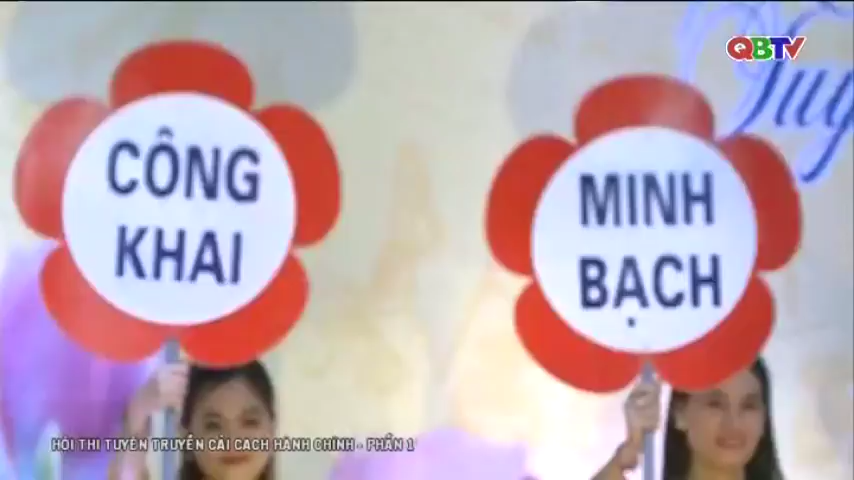 QBTV
CÔNG
KHAI
MINH
BẠCH
HỘI THI TUYÊN TRUYỀN CẢI CÁCH HÀNH CHÍNH - PHẦN 1